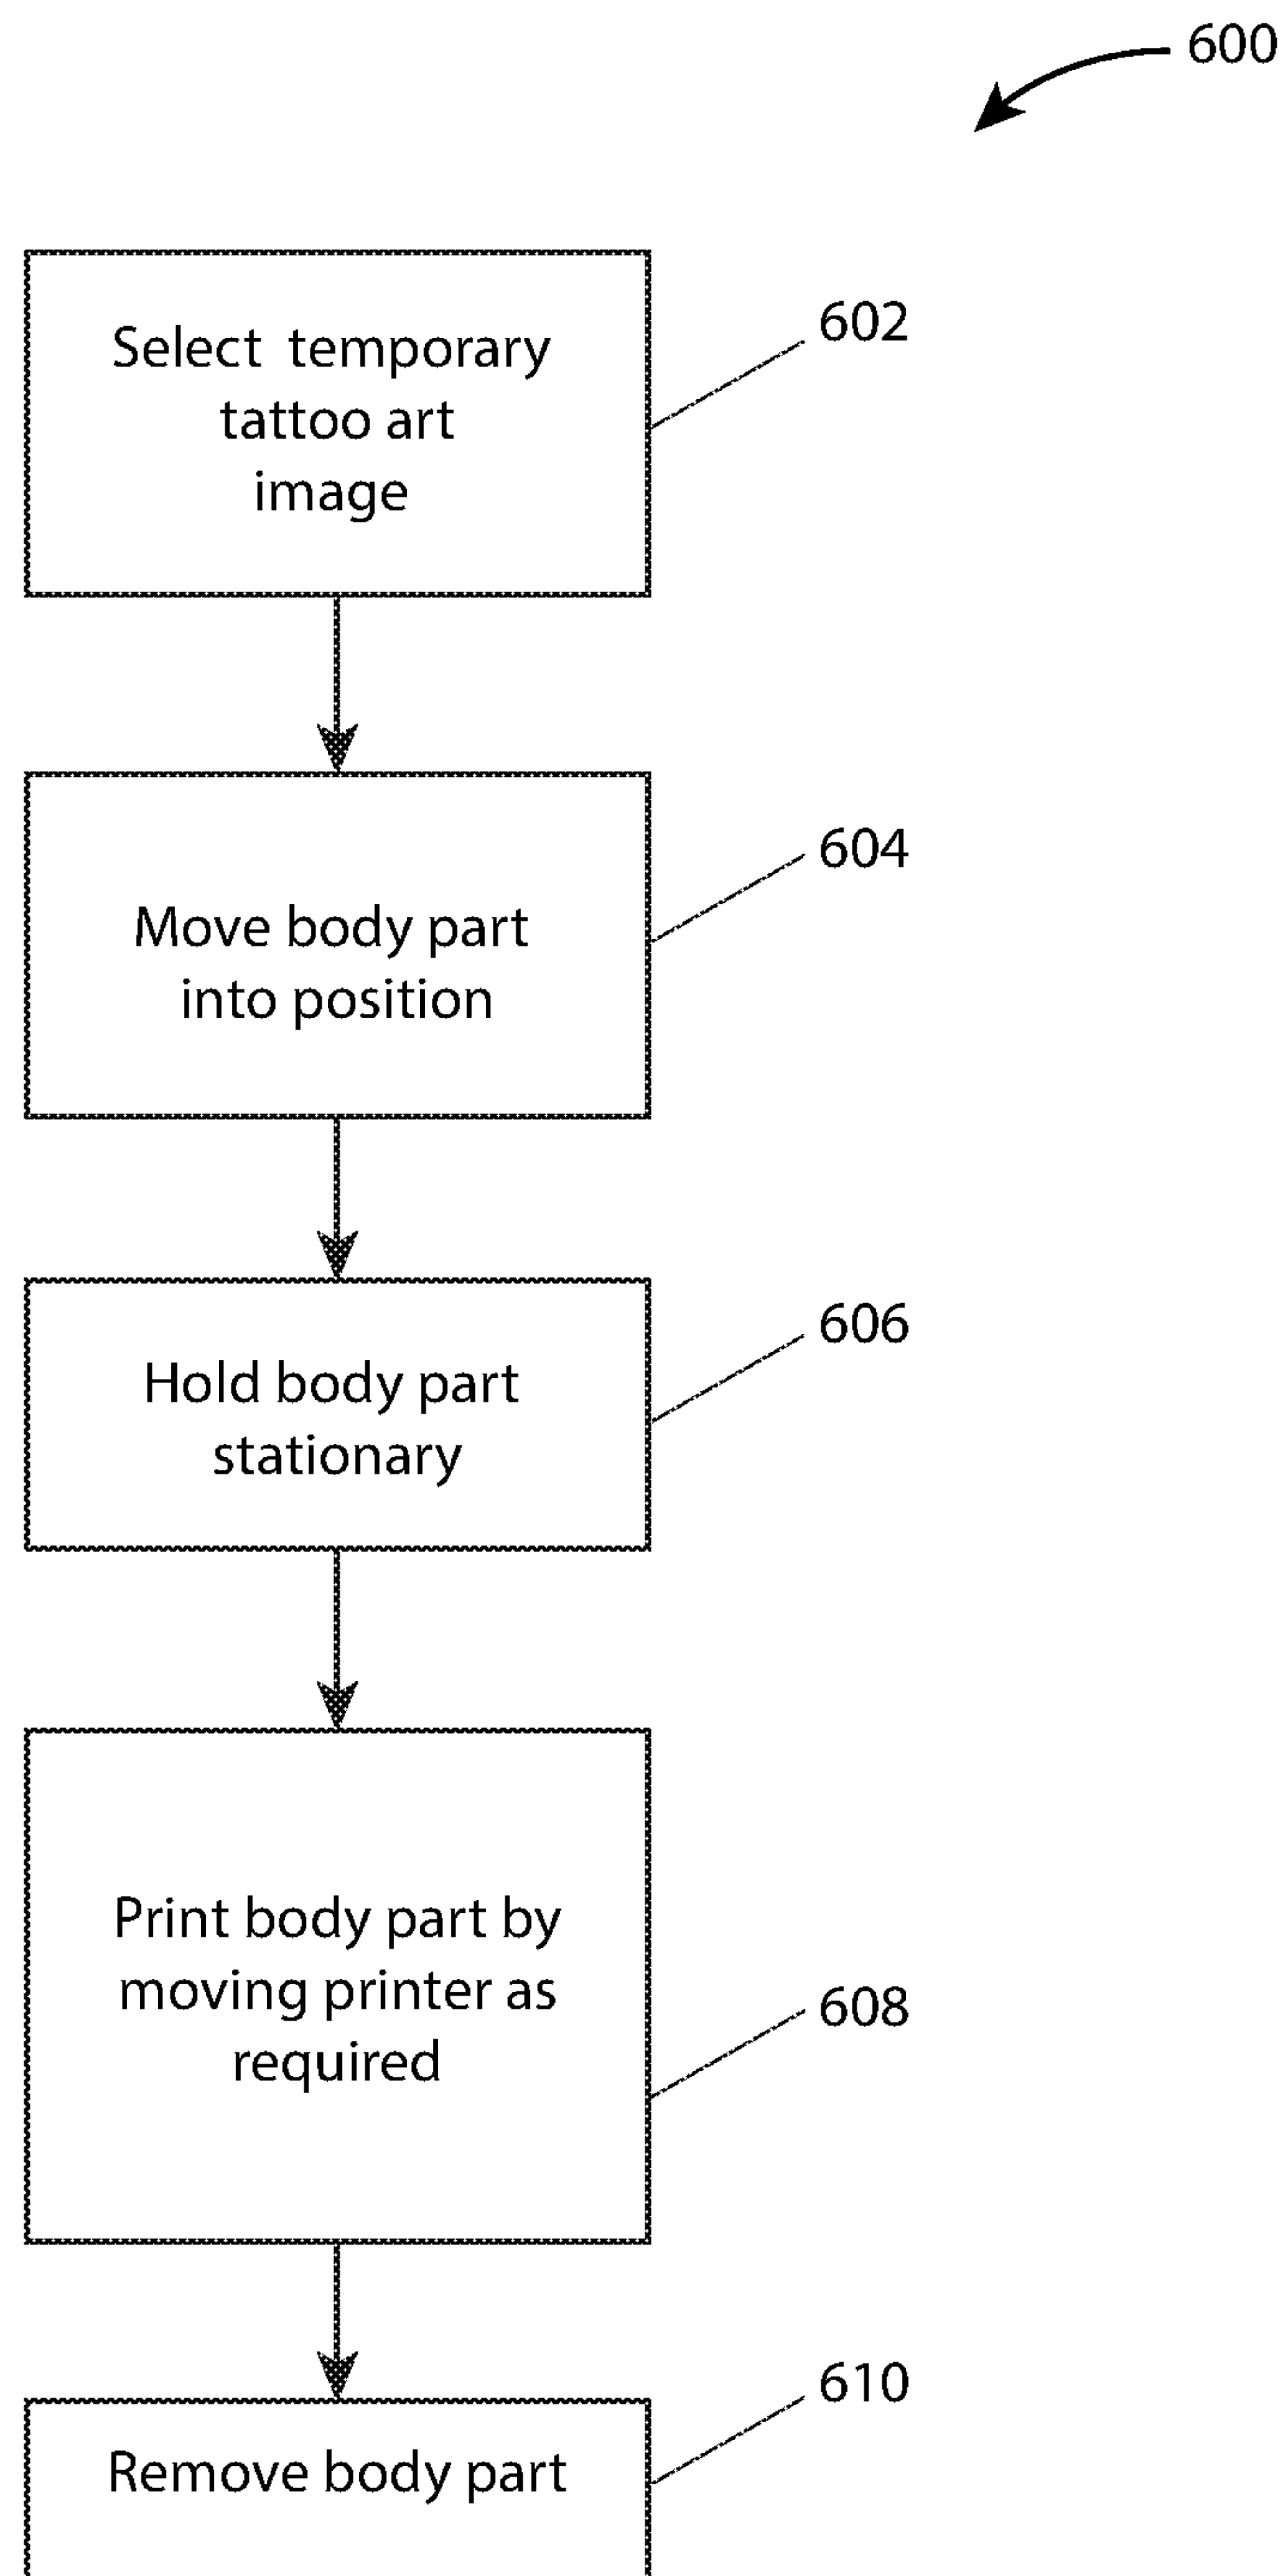 600
Select temporary
tattoo art
image
602
Move body part
into position
604
Hold body part
stationary
606
Print body part by
moving printer as
required
608
Remove body part
610